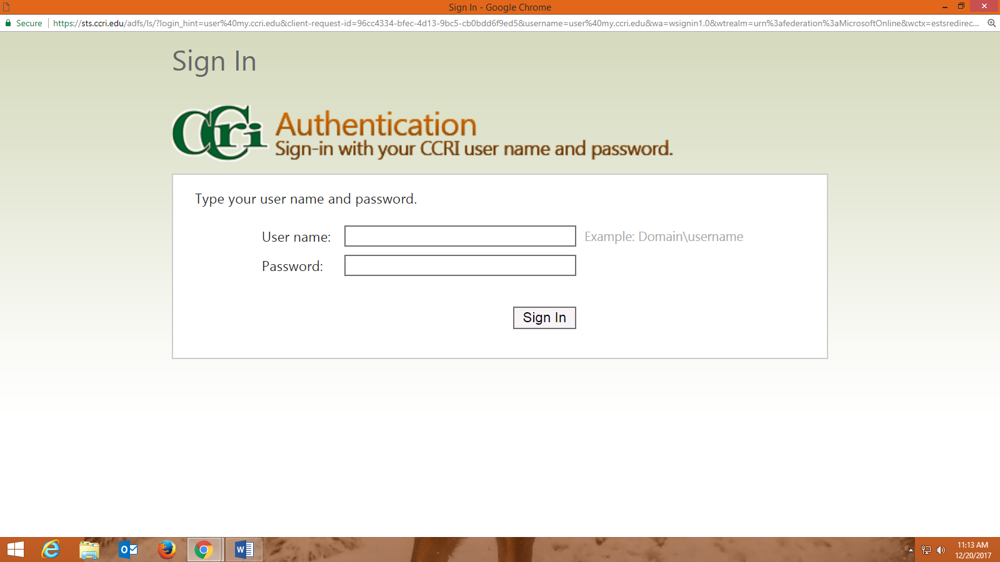 Sign In - Google Chrome
Secure https://sts.ccri.edu/adfs/ls/?login_hint=user%40my.ccri.edu&client-request-id=96cc4334-bfec-4d13-9bc5-cb0bdd6f9ed5&username=user%40my.ccri.edu&wa=wsignin1.0&wtrealm=urn%3afederation%3aMicrosoftOnline&wctx=estsredirec...
Sign In
CCri Authentication
Sign-in with your CCRI user name and password.
Type your user name and password.
User name: Example: Domain\username
Password:
Sign In
11:13 AM
12/20/2017